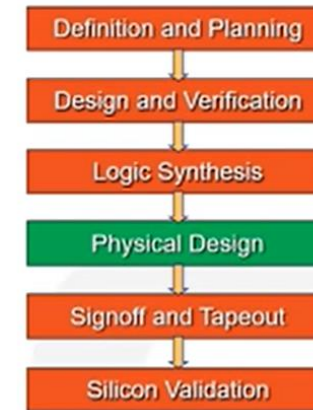 Definition and Planning
Design and Verification
Logic Synthesis
Physical Design
Signoff and Tapeout
Silicon Validation